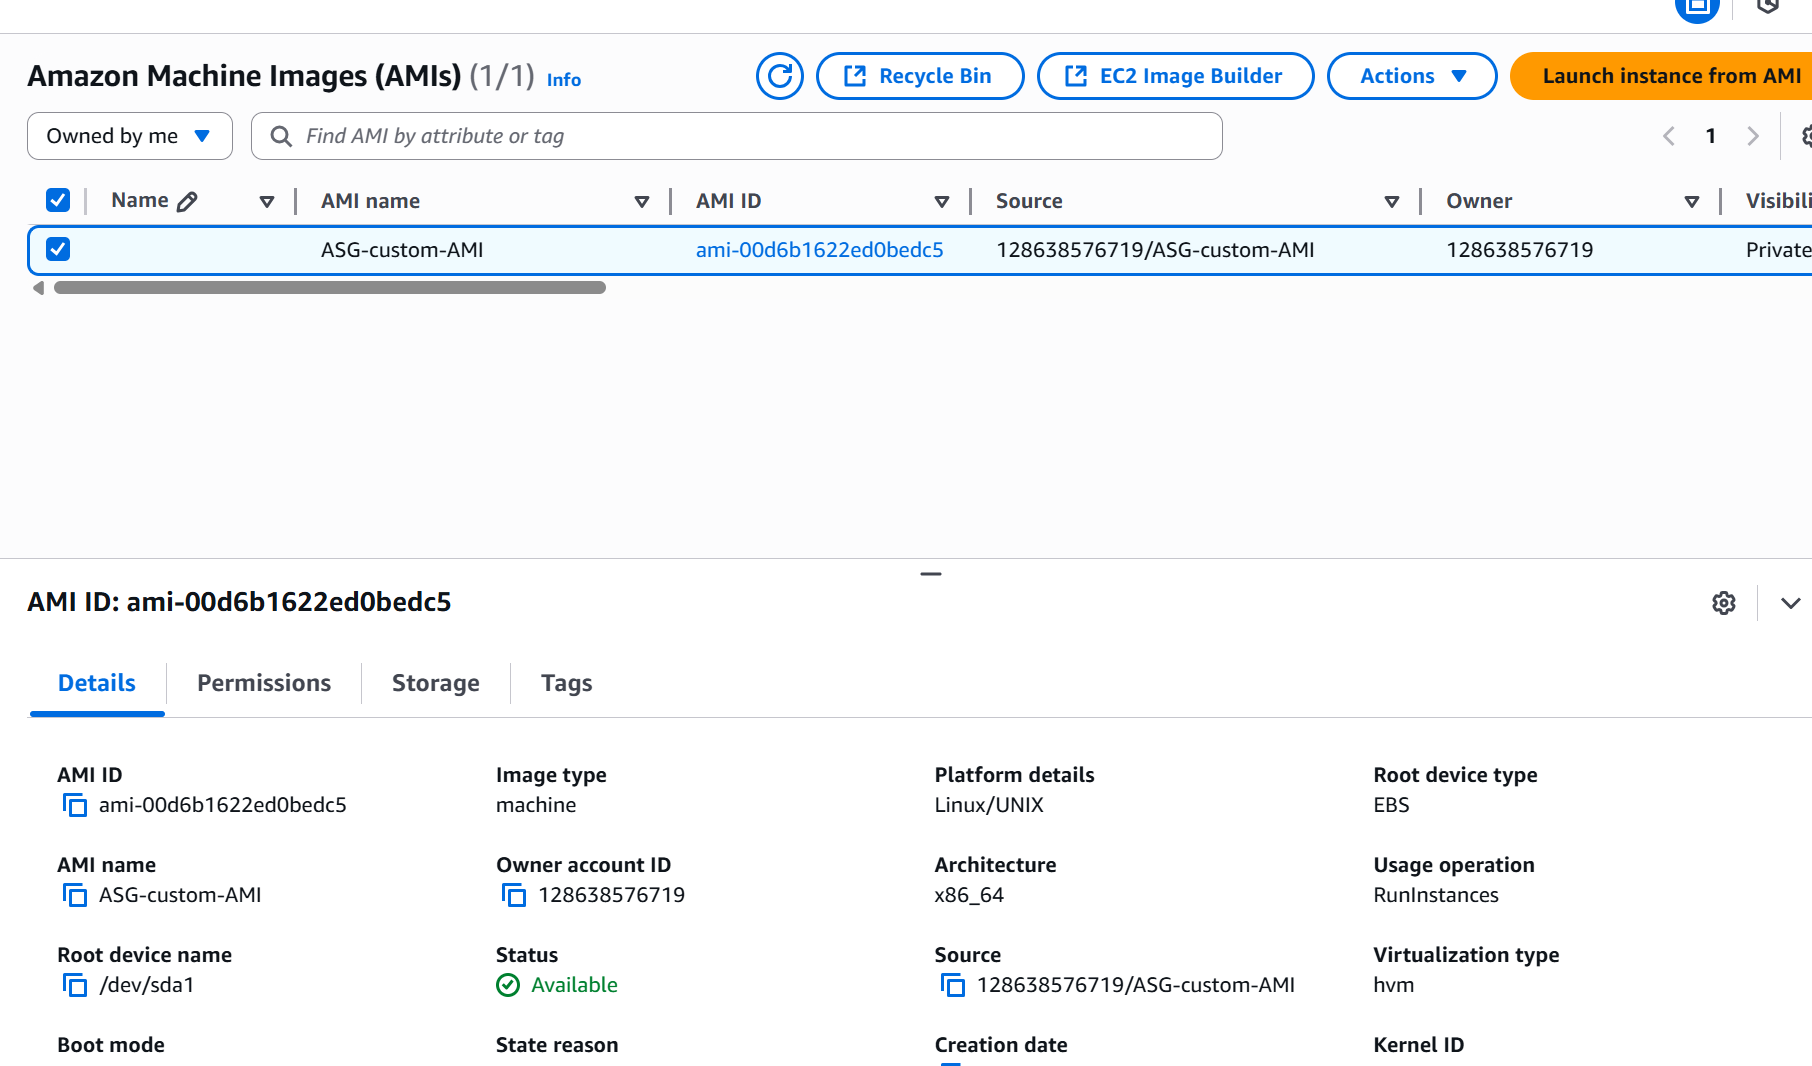 Amazon Machine Images (AMIs) (1/1) Info Recycle Bin EC2 Image Builder Actions Launch instance from AMI
Owned by me Find AMI by attribute or tag 1
Name AMI name AMI ID Source Owner Visibili
ASG-custom-AMI ami-00d6b1622ed0bedc5 128638576719/ASG-custom-AMI 128638576719 Private
AMI ID: ami-00d6b1622ed0bedc5
Details Permissions Storage Tags
AMI ID Image type Platform details Root device type
ami-00d6b1622ed0bedc5 machine Linux/UNIX EBS
AMI name Owner account ID Architecture Usage operation
ASG-custom-AMI 128638576719 x86_64 RunInstances
Root device name Status Source Virtualization type
/dev/sda1 Available 128638576719/ASG-custom-AMI hvm
Boot mode State reason Creation date Kernel ID